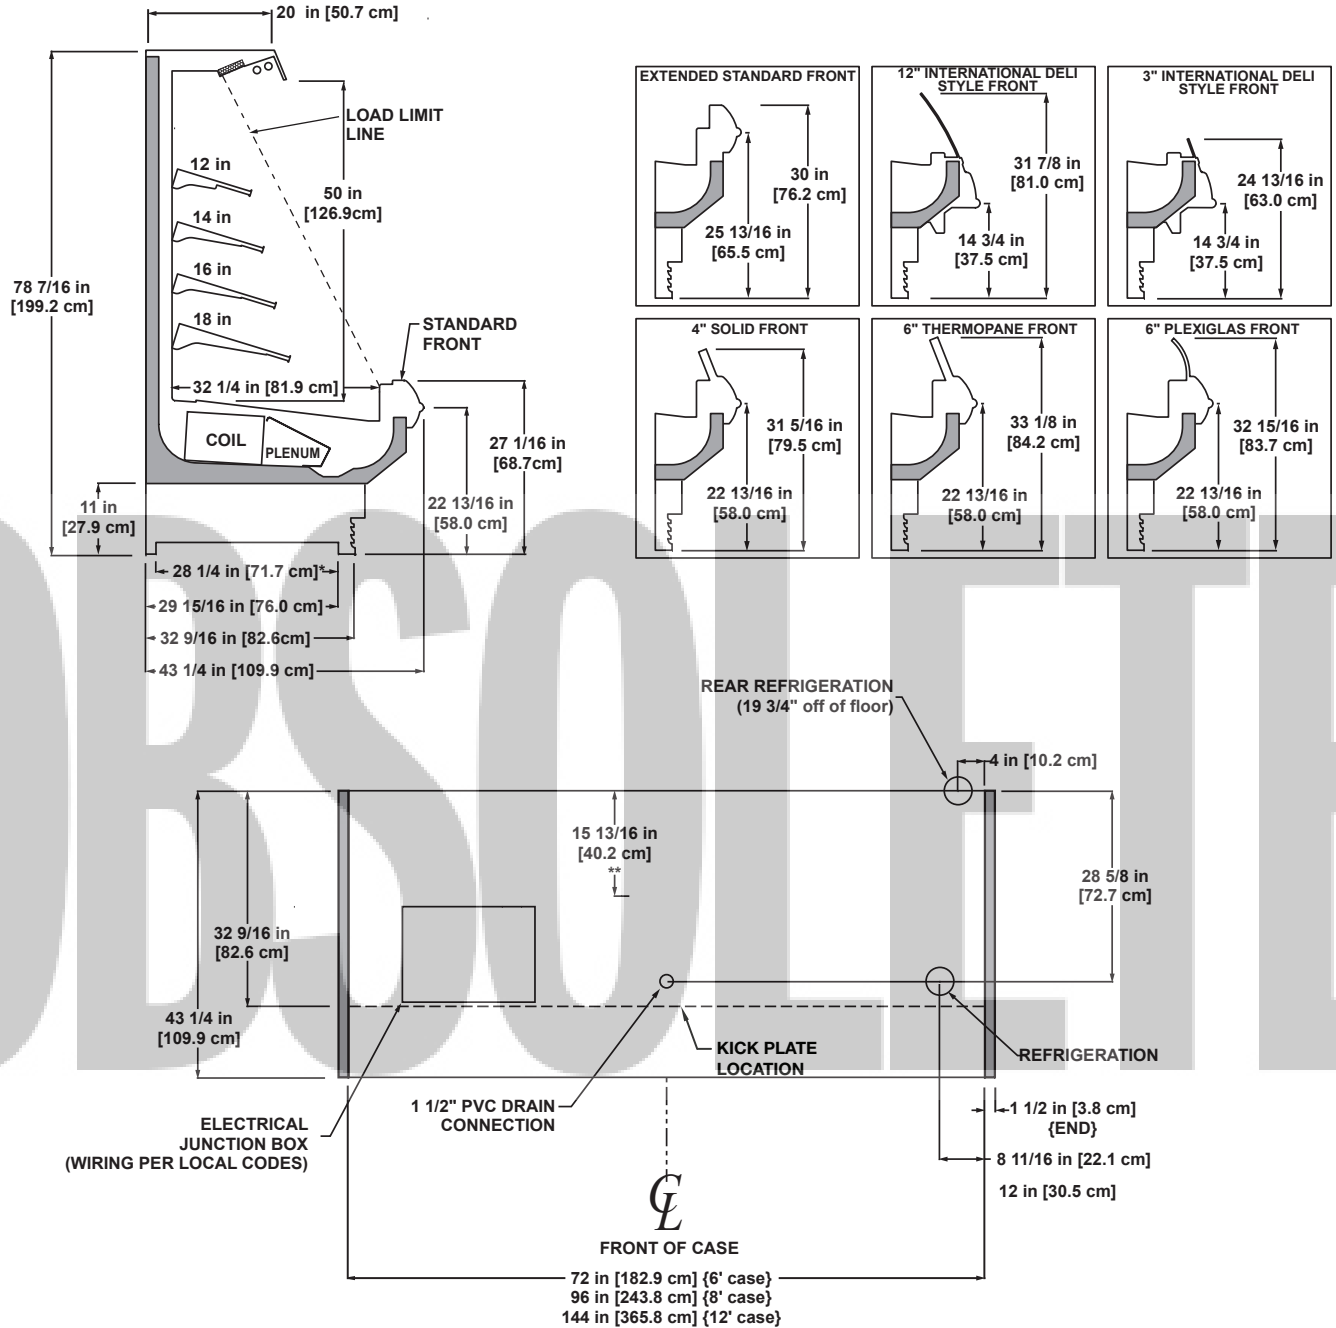 20 in [50.7 cm]
LOAD LIMIT
LINE
12 in
14 in
16 in
18 in
50 in
[126.9cm]
78 7/16 in
[199.2 cm]
STANDARD
FRONT
32 1/4 in [81.9 cm]
COIL
PLENUM
27 1/16 in
[68.7cm]
11 in
[27.9 cm]
22 13/16 in
[58.0 cm]
28 1/4 in [71.7 cm]*
29 15/16 in [76.0 cm]
32 9/16 in [82.6cm]
43 1/4 in [109.9 cm]
EXTENDED STANDARD FRONT
30 in
[76.2 cm]
25 13/16 in
[65.5 cm]
12" INTERNATIONAL DELI
STYLE FRONT
31 7/8 in
[81.0 cm]
14 3/4 in
[37.5 cm]
3" INTERNATIONAL DELI
STYLE FRONT
24 13/16 in
[63.0 cm]
14 3/4 in
[37.5 cm]
4" SOLID FRONT
31 5/16 in
[79.5 cm]
22 13/16 in
[58.0 cm]
6" THERMOPANE FRONT
33 1/8 in
[84.2 cm]
22 13/16 in
[58.0 cm]
6" PLEXIGLAS FRONT
32 15/16 in
[83.7 cm]
22 13/16 in
[58.0 cm]
OBSOLETE
REAR REFRIGERATION
(19 3/4" off of floor)
4 in [10.2 cm]
15 13/16 in
[40.2 cm]
**
28 5/8 in
[72.7 cm]
32 9/16 in
[82.6 cm]
43 1/4 in
[109.9 cm]
KICK PLATE
LOCATION
REFRIGERATION
1 1/2" PVC DRAIN
CONNECTION
ELECTRICAL
JUNCTION BOX
(WIRING PER LOCAL CODES)
1 1/2 in [3.8 cm]
{END}
8 11/16 in [22.1 cm]
12 in [30.5 cm]
CL
FRONT OF CASE
72 in [182.9 cm] {6' case}
96 in [243.8 cm] {8' case}
144 in [365.8 cm] {12' case}